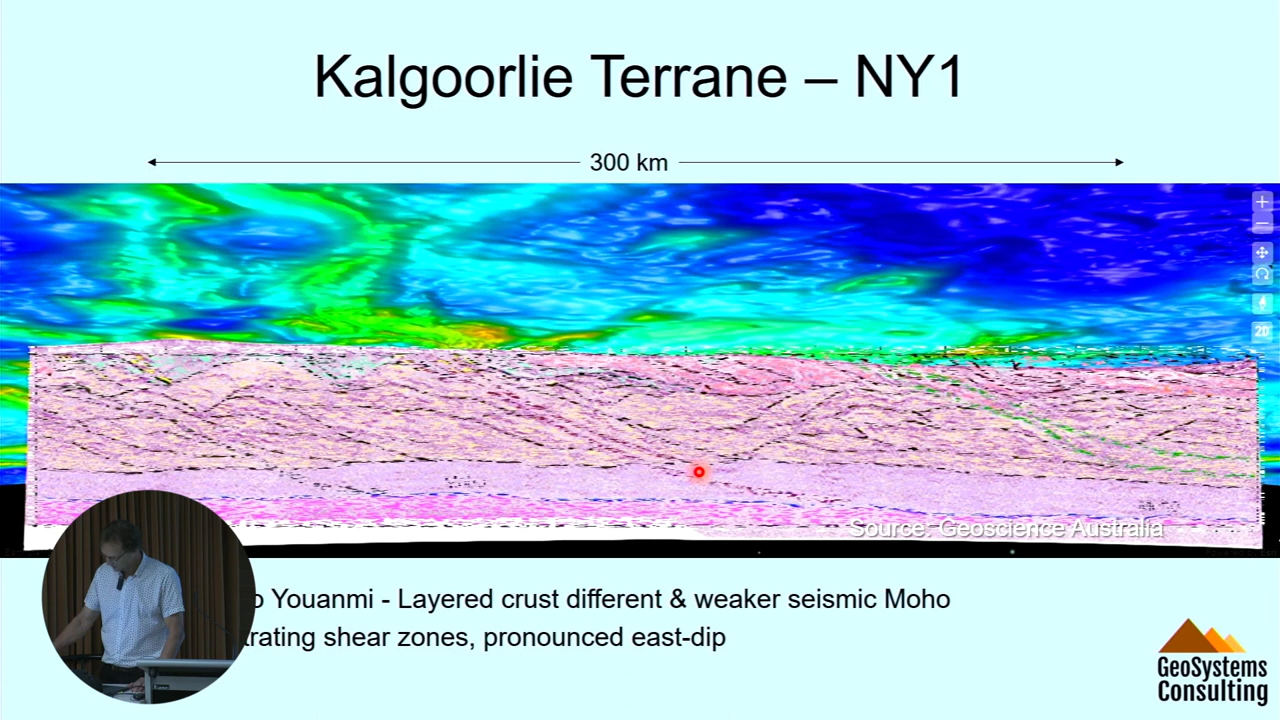 Kalgoorlie Terrane – NY1
300 km
2D
Source: Geoscience Australia
Youanmi - Layered crust different & weaker seismic Moho
shear zones, pronounced east-dip
GeoSystems
Consulting